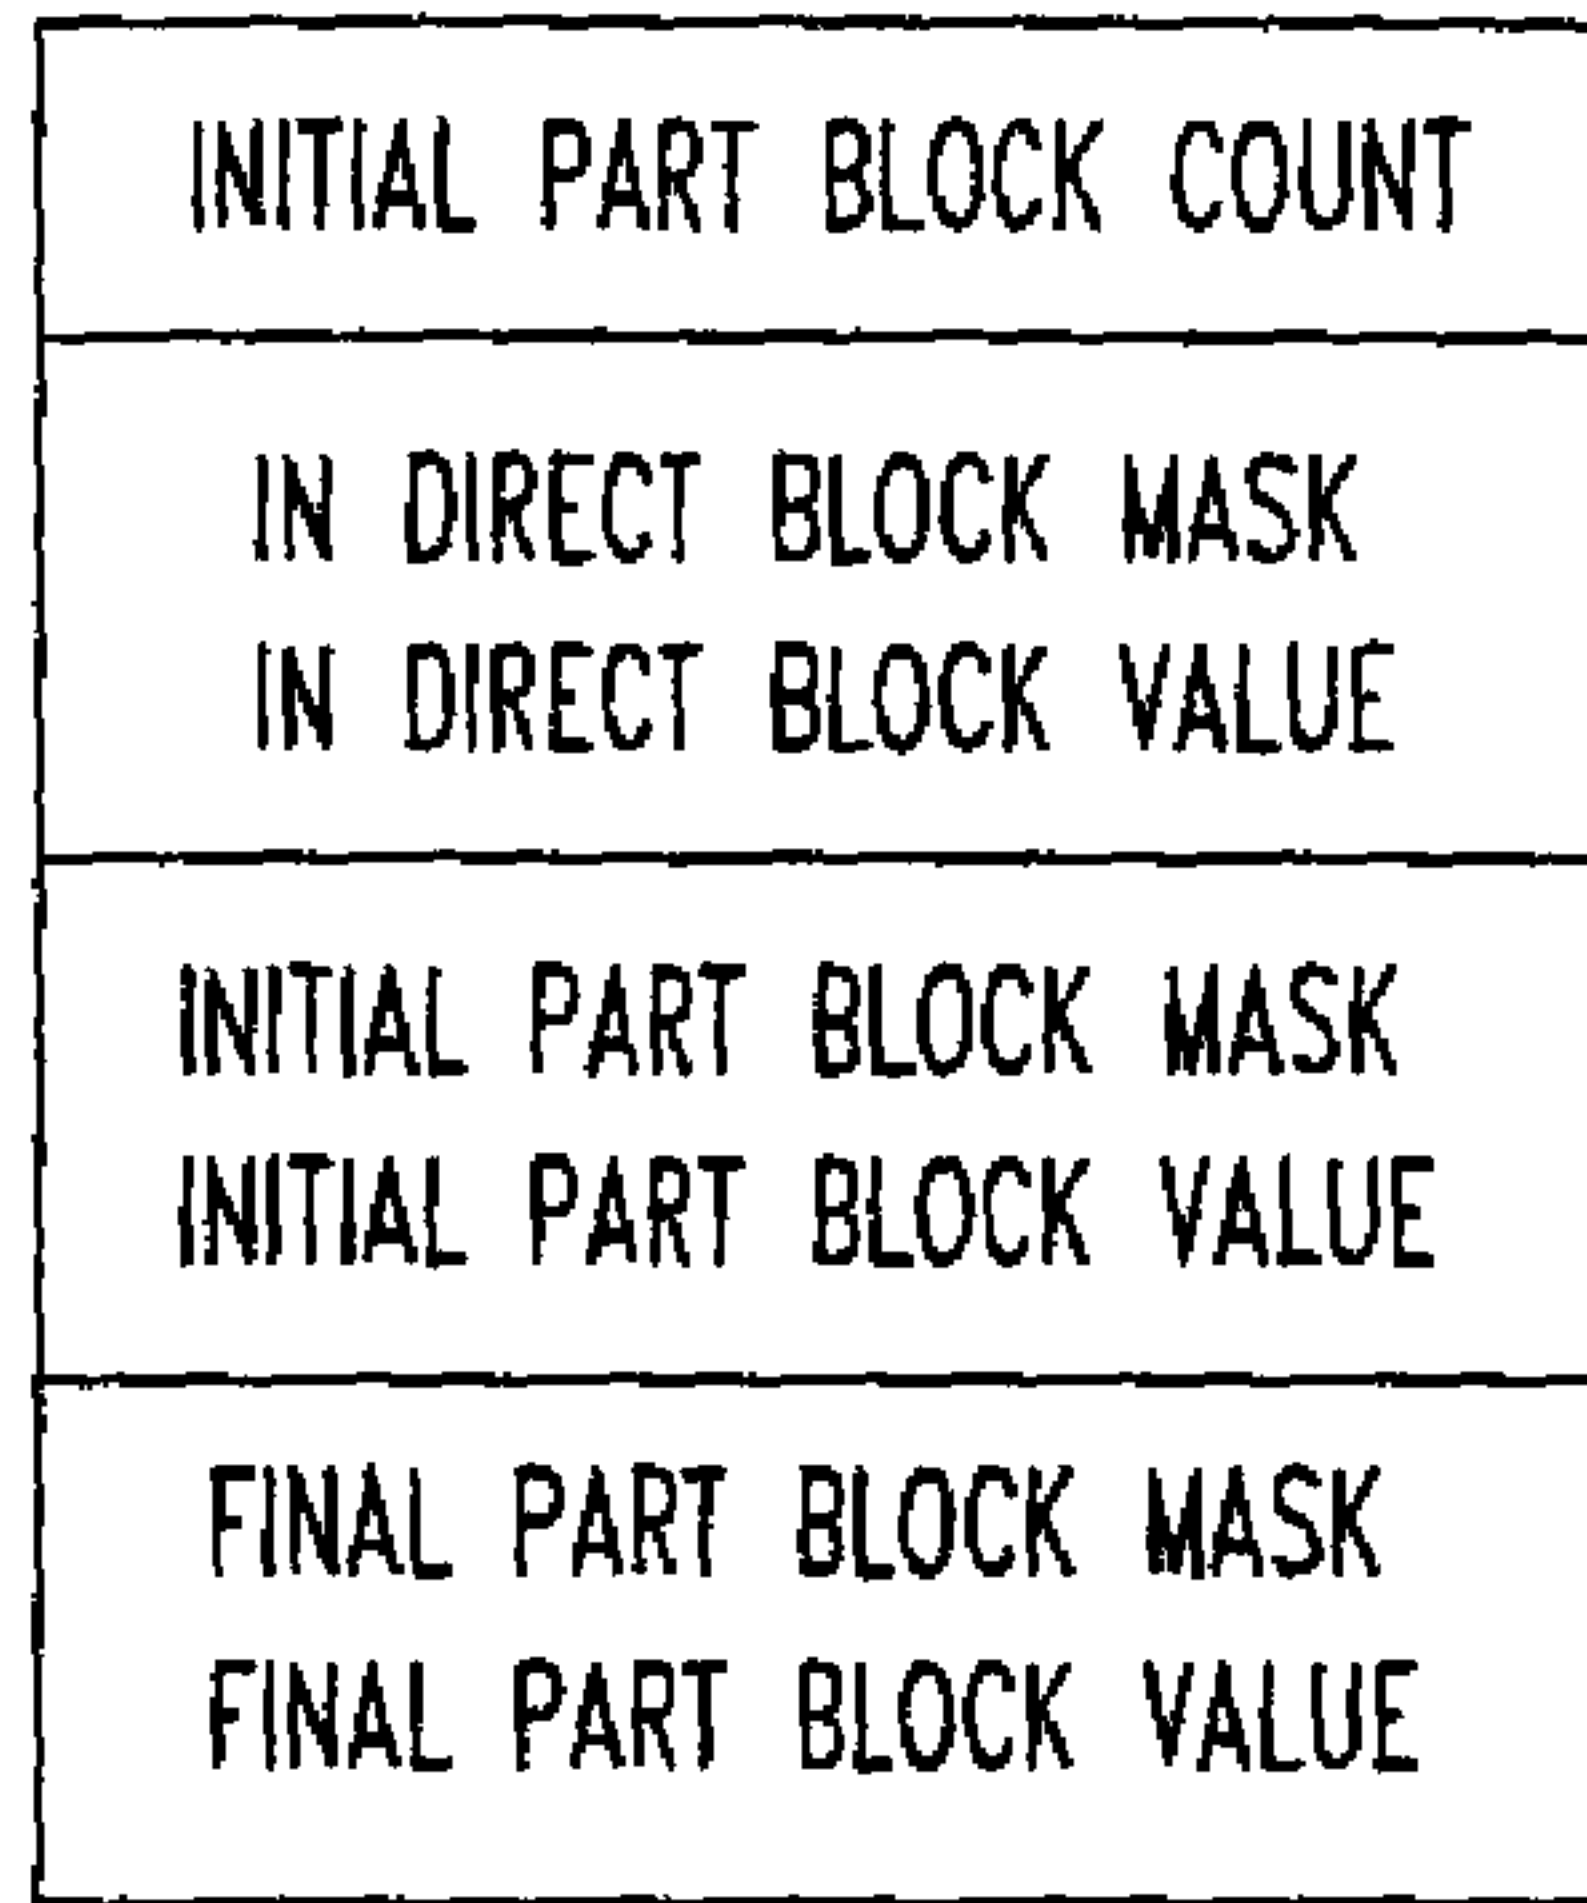 INITIAL PART BLOCK COUNT
IN DIRECT BLOCK MASK
IN DIRECT BLOCK VALUE
INITIAL PART BLOCK MASK
INITIAL PART BLOCK VALUE
FINAL PART BLOCK MASK
FINAL PART BLOCK VALUE